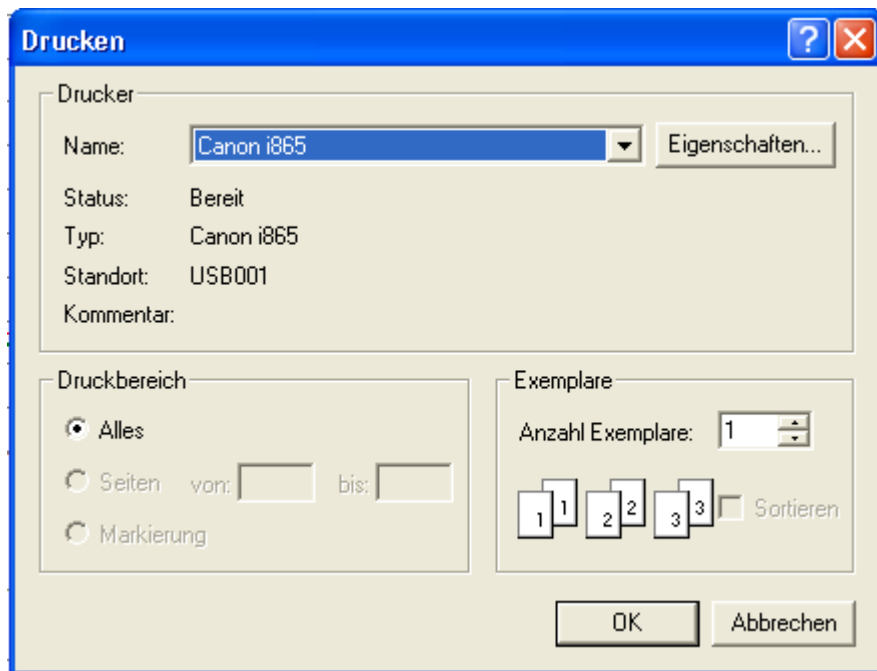 Drucken
Drucker
Name: Canon i865 Eigenschaften...
Status: Bereit
Typ: Canon i865
Standort: USB001
Kommentar:
Druckbereich
Alles
Seiten von: bis:
Markierung
Exemplare
Anzahl Exemplare: 1
1 1 2 2 3 3 Sortieren
OK Abbrechen